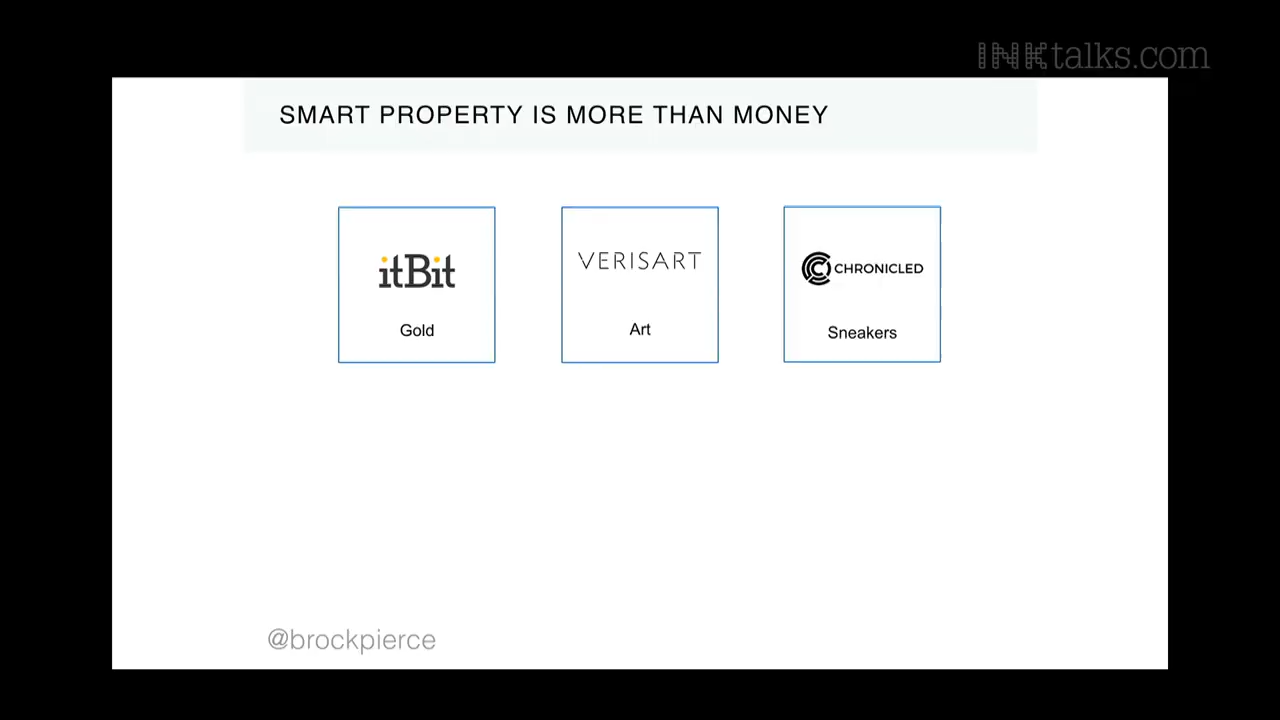 INKtalks.com
SMART PROPERTY IS MORE THAN MONEY
itBit
Gold
VERISART
Art
CHRONICLED
Sneakers
@brockpierce